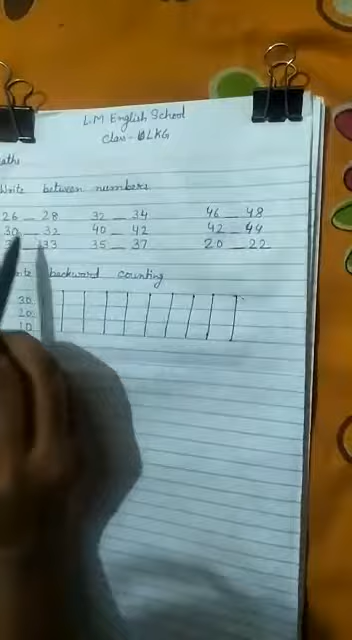 L.M English School
Class - LKG
aths
Write between numbers
26 _ 28 32 _ 34 46 _ 48
30 _ 32 40 _ 42 42 _ 44
33 35 _ 37 20 _ 22
backward counting
30
20
10